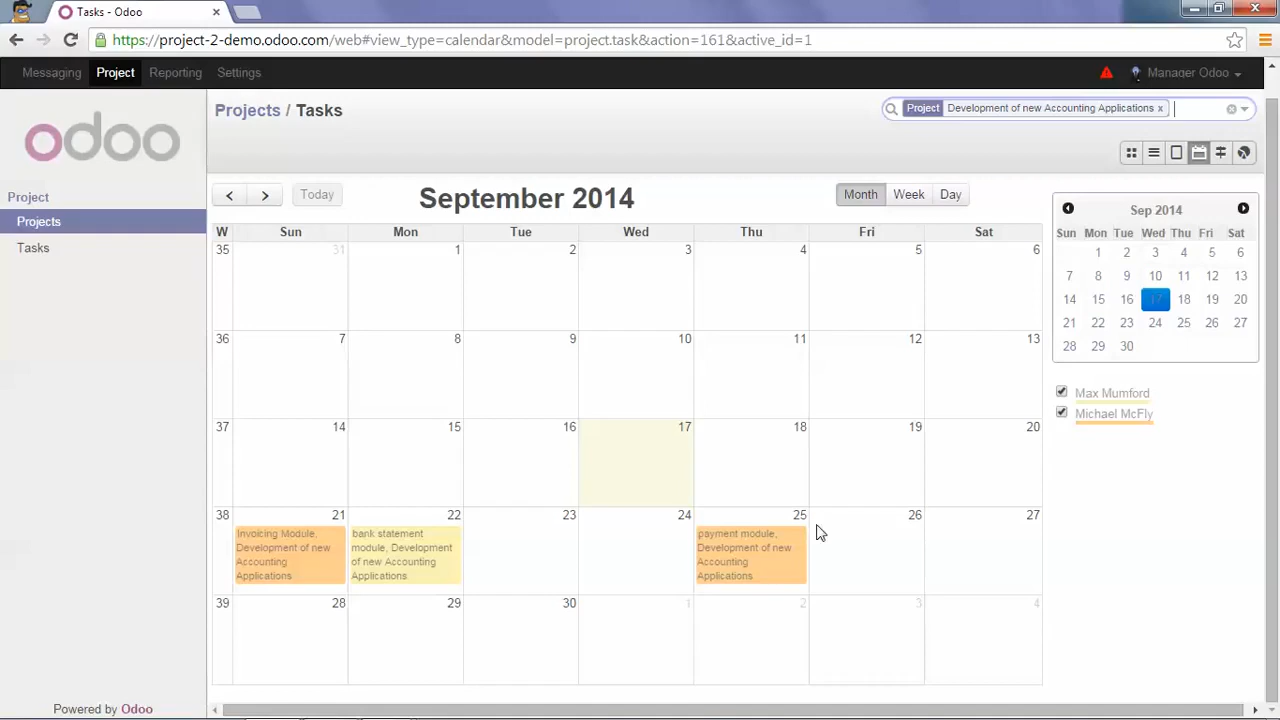 Tasks - Odoo
https://project-2-demo.odoo.com/web#view_type=calendar&model=project.task&action=161&active_id=1
Messaging Project Reporting Settings
Manager Odoo
odoo
Projects / Tasks
Project Development of new Accounting Applications x
Project
Projects
Tasks
Today
September 2014
Month Week Day
W Sun Mon Tue Wed Thu Fri Sat
35 31 1 2 3 4 5 6
36 7 8 9 10 11 12 13
37 14 15 16 17 18 19 20
38 21 22 23 24 25 26 27
Invoicing Module,
Development of new
Accounting
Applications
bank statement
module, Development
of new Accounting
Applications
payment module,
Development of new
Accounting
Applications
39 28 29 30 1 2 3 4
Sep 2014
Sun Mon Tue Wed Thu Fri Sat
1 2 3 4 5 6
7 8 9 10 11 12 13
14 15 16 17 18 19 20
21 22 23 24 25 26 27
28 29 30
Max Mumford
Michael McFly
Powered by Odoo